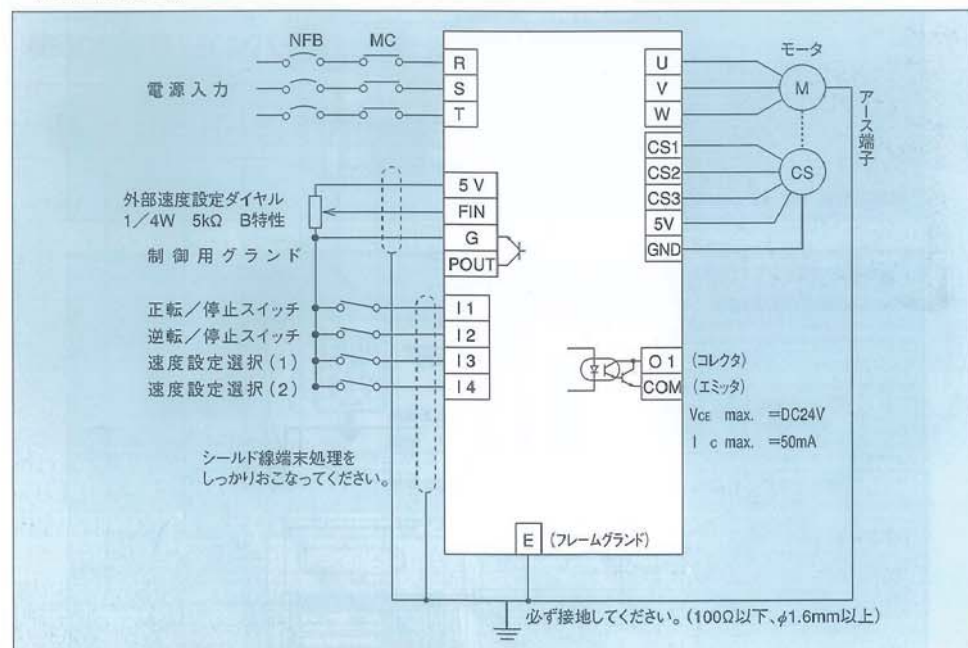 NFB MC
電源入力
R
S
T
U
V
W
モータ
M
アース端子
CS1
CS2
CS3
5V
GND
CS
外部速度設定ダイヤル
1／4W 5kΩ B特性
制御用グランド
5V
FIN
G
POUT
正転／停止スイッチ
逆転／停止スイッチ
速度設定選択（1）
速度設定選択（2）
I1
I2
I3
I4
O1 （コレクタ）
COM （エミッタ）
VCE max. ＝DC24V
I c max. ＝50mA
シールド線端末処理を
しっかりおこなってください。
E （フレームグランド）
必ず接地してください。（100Ω以下、φ1.6mm以上）